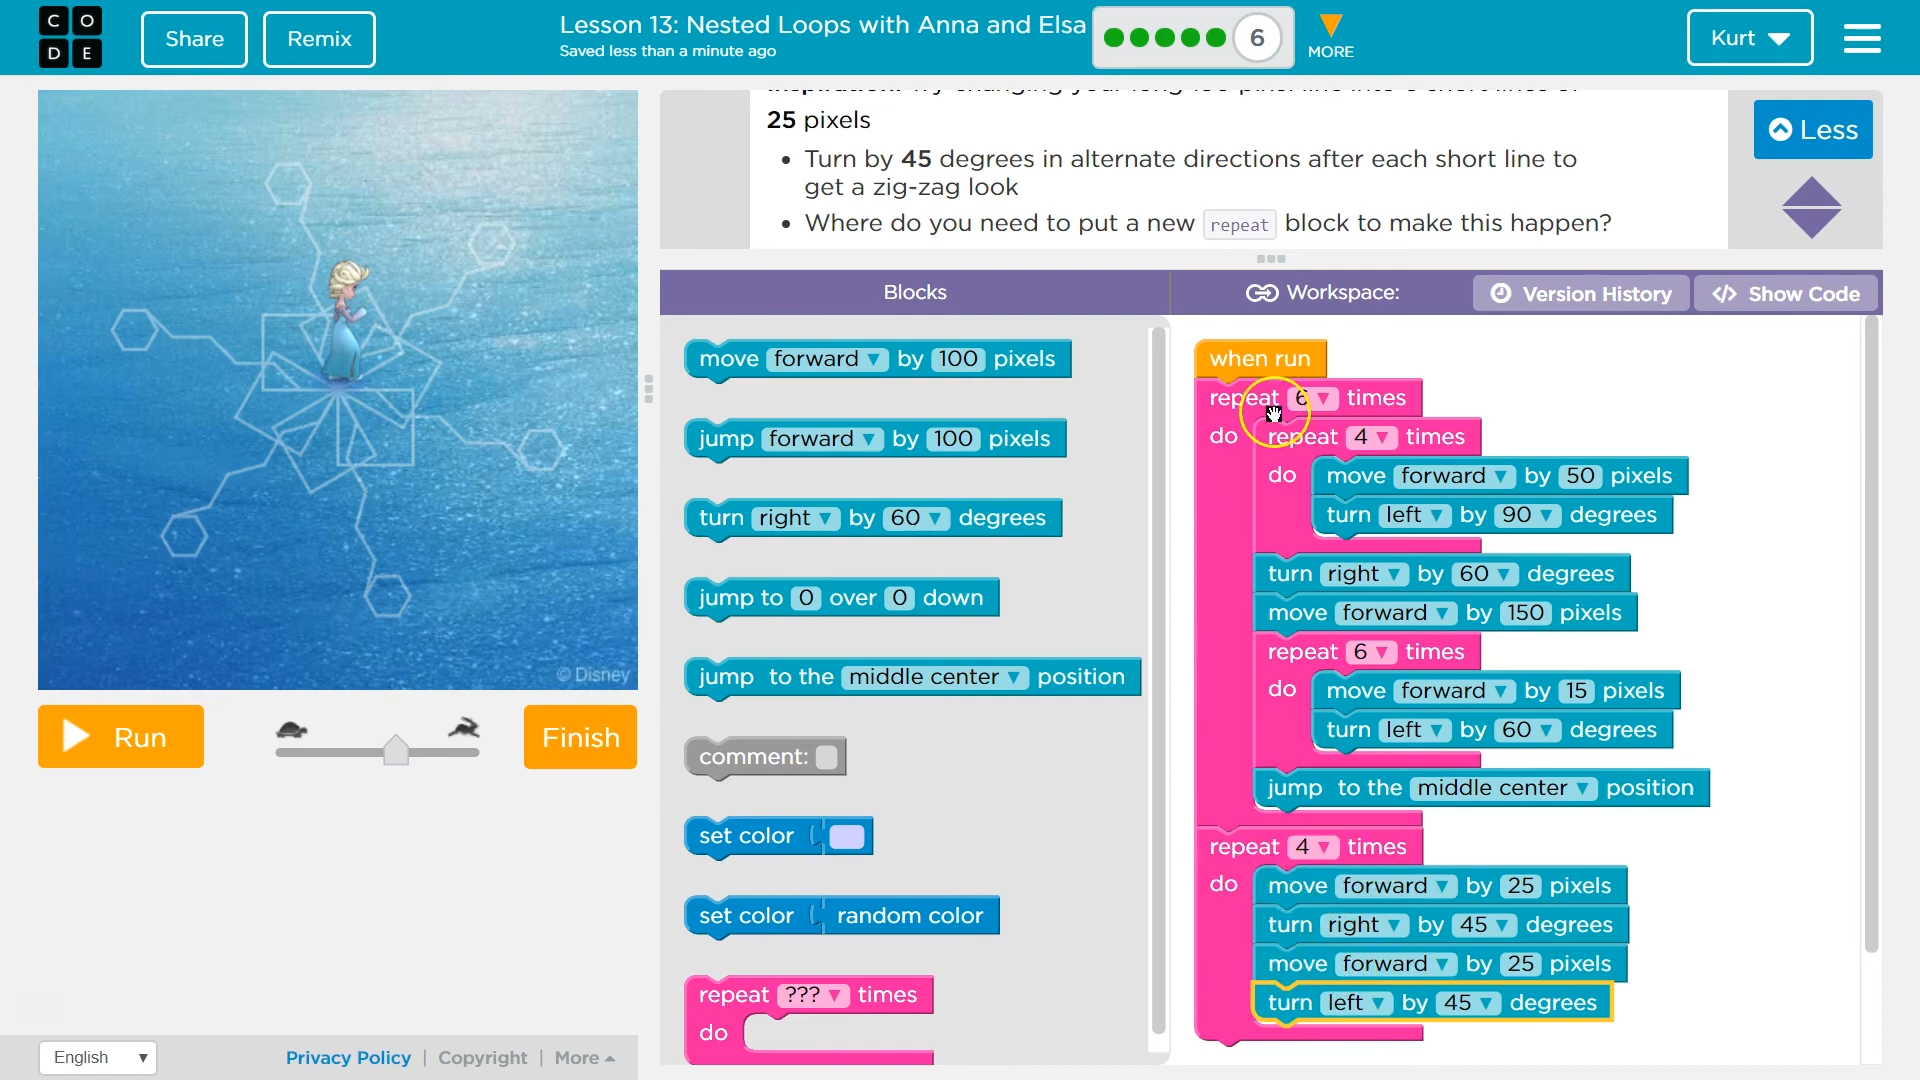 C O
D E
Share
Remix
Lesson 13: Nested Loops with Anna and Elsa
Saved less than a minute ago
6
MORE
Kurt
25 pixels
• Turn by 45 degrees in alternate directions after each short line to
get a zig-zag look
• Where do you need to put a new repeat block to make this happen?
Less
Blocks
Workspace:
Version History
Show Code
move forward by 100 pixels
jump forward by 100 pixels
turn right by 60 degrees
jump to 0 over 0 down
jump to the middle center position
comment:
set color
set color random color
repeat ??? times
do
when run
repeat 6 times
do repeat 4 times
do move forward by 50 pixels
turn left by 90 degrees
turn right by 60 degrees
move forward by 150 pixels
repeat 6 times
do move forward by 15 pixels
turn left by 60 degrees
jump to the middle center position
repeat 4 times
do move forward by 25 pixels
turn right by 45 degrees
move forward by 25 pixels
turn left by 45 degrees
© Disney
Run
Finish
English
Privacy Policy | Copyright | More